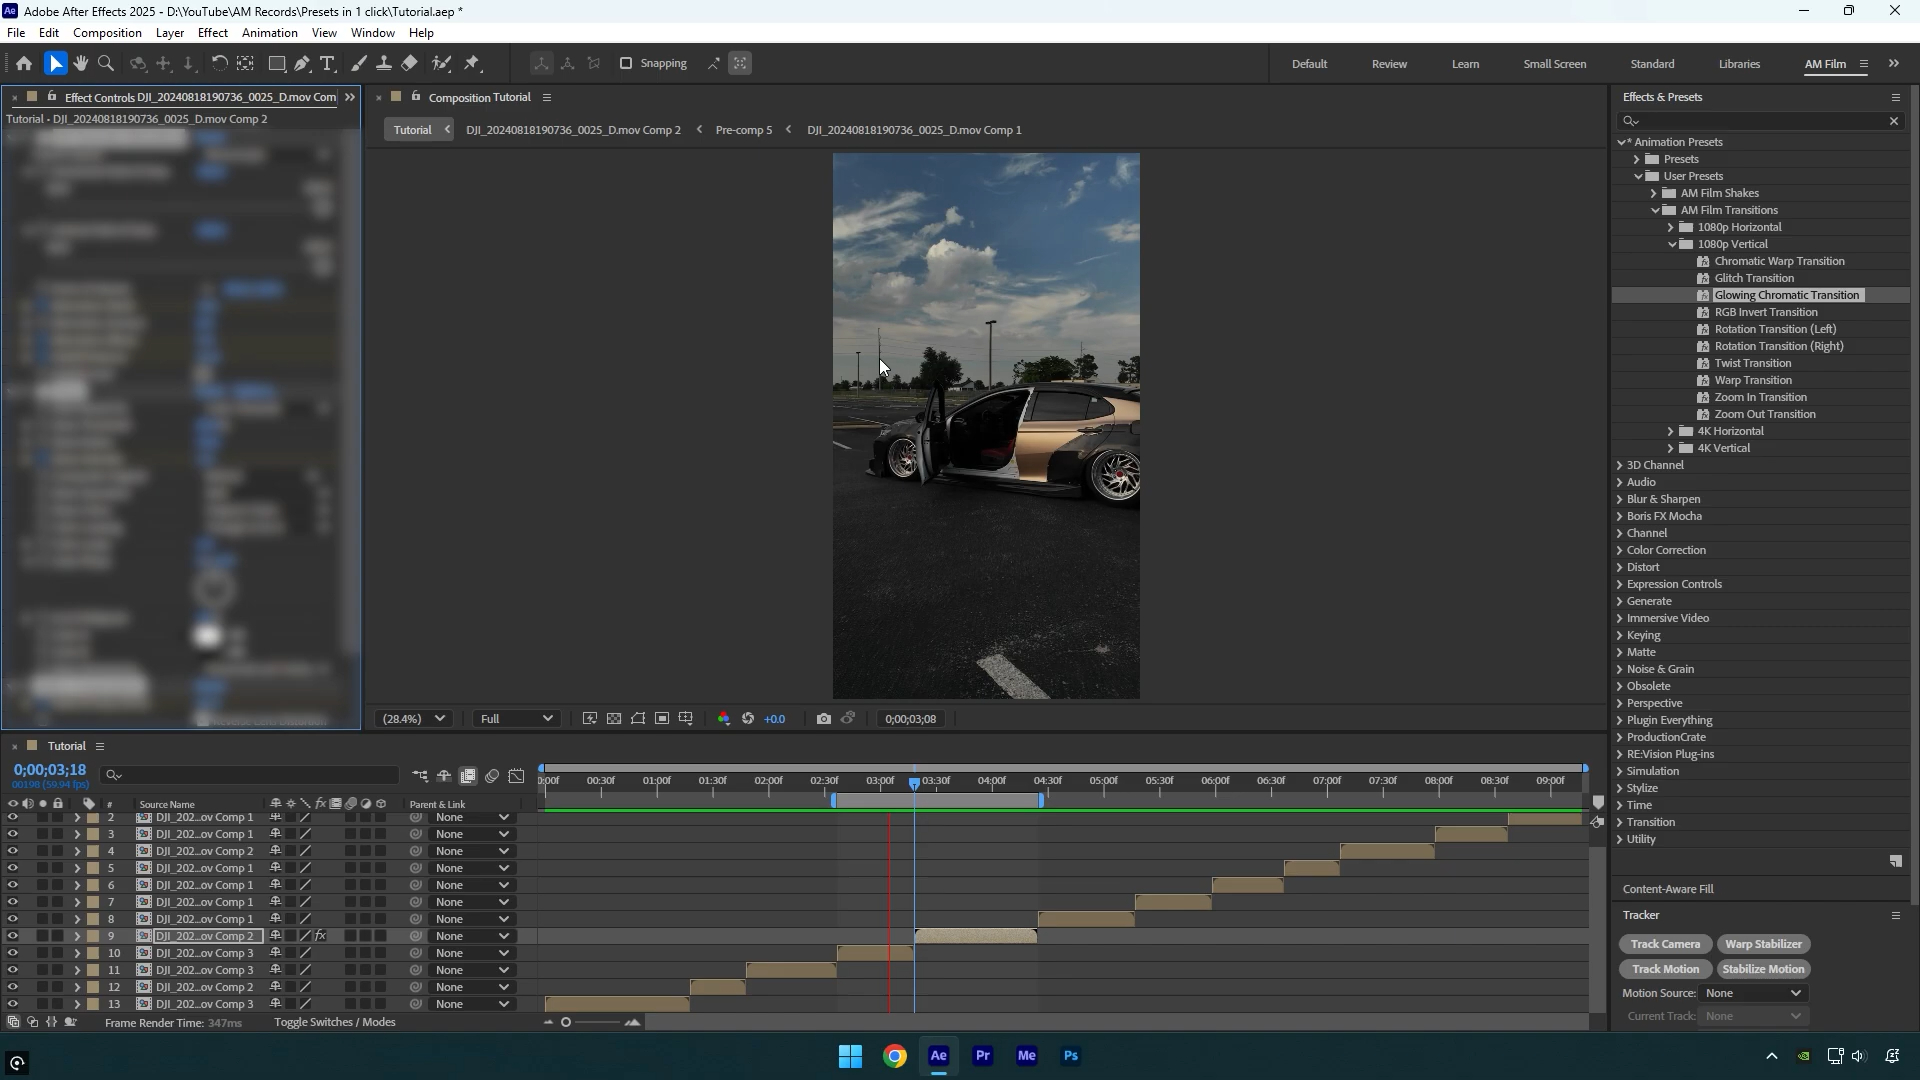 Adobe After Effects 2025 - D:\YouTube\AM Records\Presets in 1 click\Tutorial.aep *
File Edit Composition Layer Effect Animation View Window Help
Snapping
Default Review Learn Small Screen Standard Libraries AM Film
Effect Controls DJI_20240818190736_0025_D.mov Com
Tutorial - DJI_20240818190736_0025_D.mov Comp 2
Composition Tutorial
Tutorial DJI_20240818190736_0025_D.mov Comp 2 Pre-comp 5 DJI_20240818190736_0025_D.mov Comp 1
Effects & Presets
* Animation Presets
Presets
User Presets
AM Film Shakes
AM Film Transitions
1080p Horizontal
1080p Vertical
Chromatic Warp Transition
Glitch Transition
Glowing Chromatic Transition
RGB Invert Transition
Rotation Transition (Left)
Rotation Transition (Right)
Twist Transition
Warp Transition
Zoom In Transition
Zoom Out Transition
4K Horizontal
4K Vertical
3D Channel
Audio
Blur & Sharpen
Boris FX Mocha
Channel
Color Correction
Distort
Expression Controls
Generate
Immersive Video
Keying
Matte
Noise & Grain
Obsolete
Perspective
Plugin Everything
ProductionCrate
RE:Vision Plug-ins
Simulation
Stylize
Time
Transition
Utility
Content-Aware Fill
Tracker
Track Camera Warp Stabilizer
Track Motion Stabilize Motion
Motion Source: None
Current Track: None
(28.4%) Full +0.0 0;00;03;08
Tutorial
0;00;03;18
00198 (59.94 fps)
00:30f 01:00f 01:30f 02:00f 02:30f 03:00f 03:30f 04:00f 04:30f 05:00f 05:30f 06:00f 06:30f 07:00f 07:30f 08:00f 08:30f 09:00f
# Source Name fx Parent & Link
2 DJI_202...ov Comp 1 None
3 DJI_202...ov Comp 1 None
4 DJI_202...ov Comp 2 None
5 DJI_202...ov Comp 1 None
6 DJI_202...ov Comp 1 None
7 DJI_202...ov Comp 1 None
8 DJI_202...ov Comp 1 None
9 DJI_202...ov Comp 2 fx None
10 DJI_202...ov Comp 3 None
11 DJI_202...ov Comp 3 None
12 DJI_202...ov Comp 2 None
13 DJI_202...ov Comp 3 None
Frame Render Time: 347ms Toggle Switches / Modes
Ae Pr Me Ps